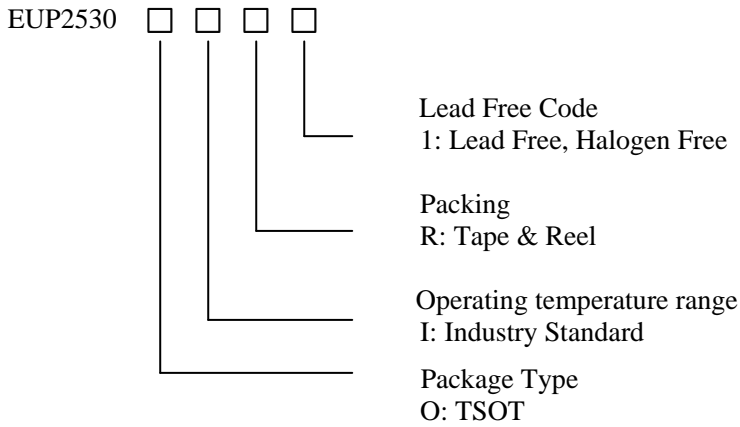 EUP2530
Lead Free Code
1: Lead Free, Halogen Free
Packing
R: Tape & Reel
Operating temperature range
I: Industry Standard
Package Type
O: TSOT